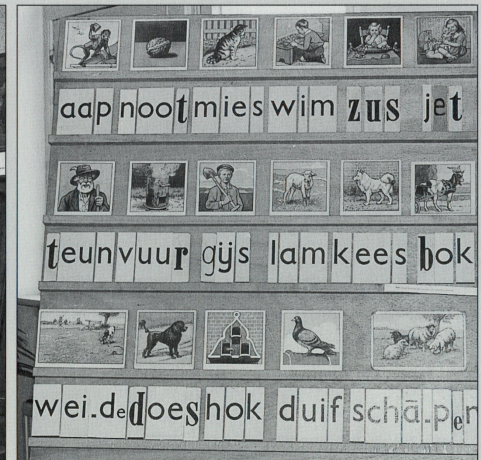 aap noot mies wim zus jet
teun vuur gijs lam kees bok
wei.de does hok duif schā.pen